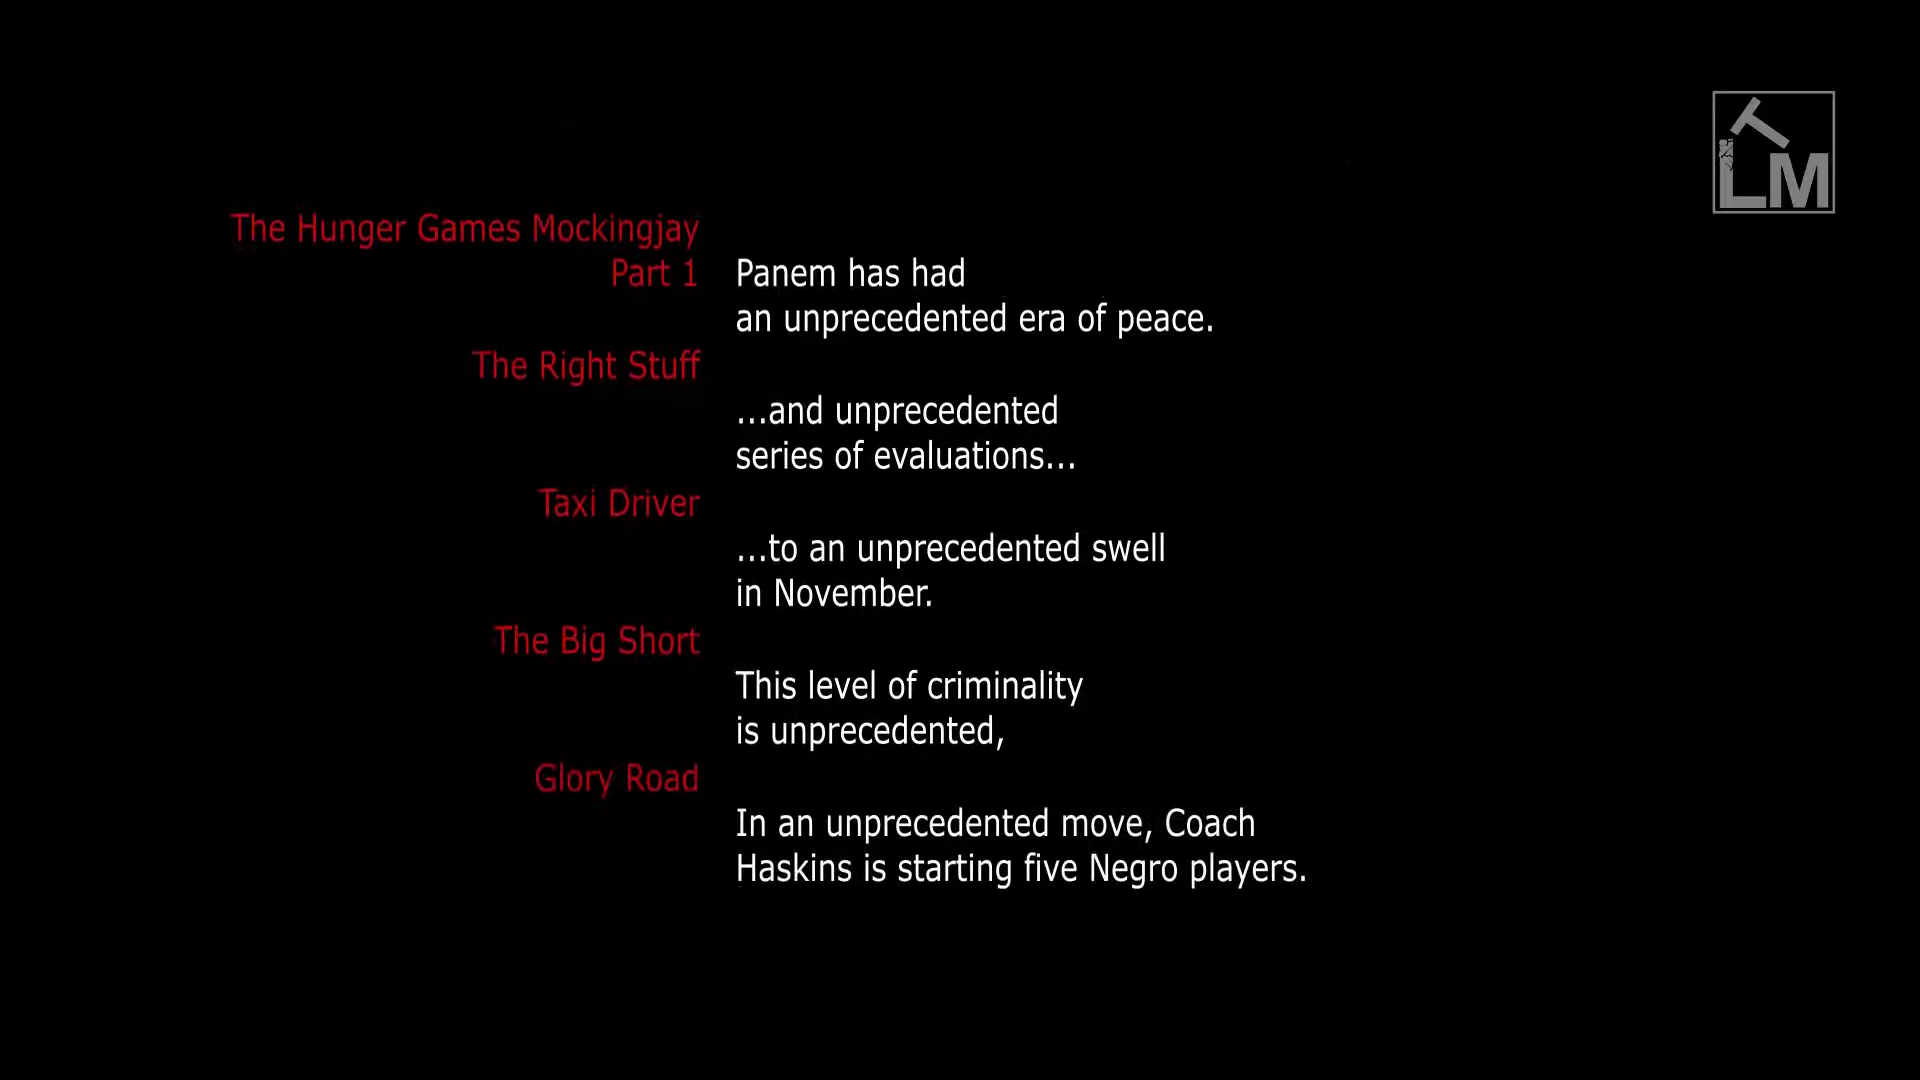 The Hunger Games Mockingjay
Part 1
Panem has had
an unprecedented era of peace.
The Right Stuff
...and unprecedented
series of evaluations...
Taxi Driver
...to an unprecedented swell
in November.
The Big Short
This level of criminality
is unprecedented,
Glory Road
In an unprecedented move, Coach
Haskins is starting five Negro players.
LTM